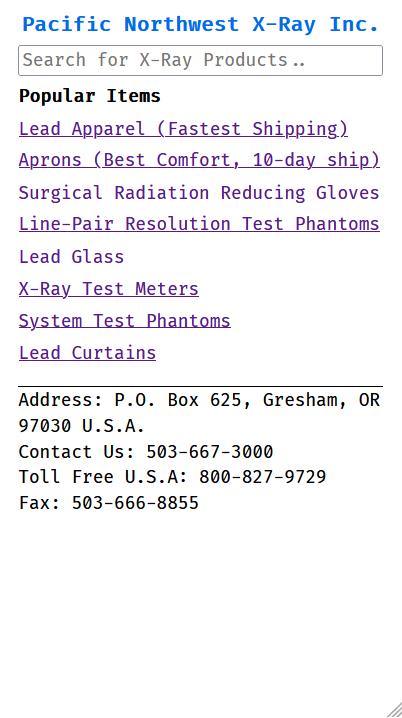 Pacific Northwest X-Ray Inc.
Search for X-Ray Products..
Popular Items
Lead Apparel (Fastest Shipping)
Aprons (Best Comfort, 10-day ship)
Surgical Radiation Reducing Gloves
Line-Pair Resolution Test Phantoms
Lead Glass
X-Ray Test Meters
System Test Phantoms
Lead Curtains
Address: P.O. Box 625, Gresham, OR
97030 U.S.A.
Contact Us: 503-667-3000
Toll Free U.S.A: 800-827-9729
Fax: 503-666-8855